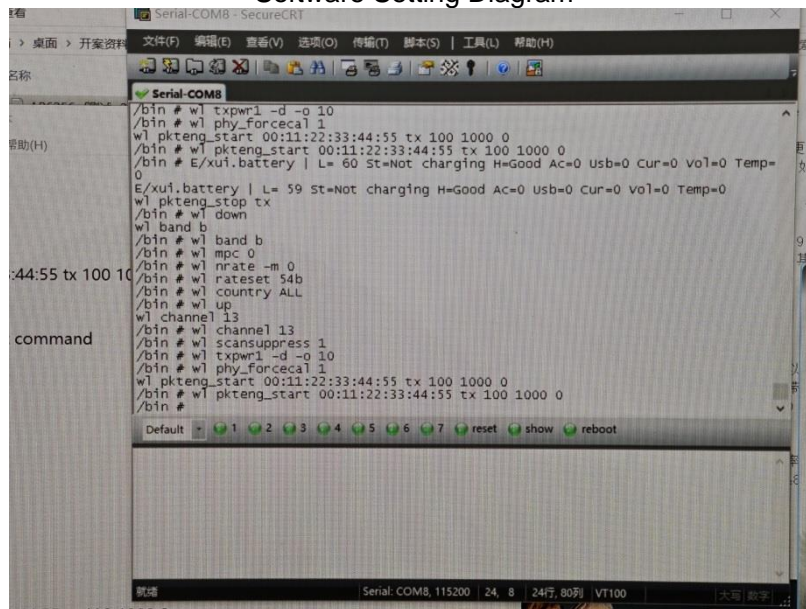 Software Setting Diagram
查看
Serial-COM8 - SecureCRT
> 桌面 > 开案资料
文件(F) 编辑(E) 查看(V) 选项(O) 传输(T) 脚本(S) | 工具(L) 帮助(H)
名称
Serial-COM8
帮助(H)
/bin # wl txpwr1 -d -o 10
/bin # wl phy_forcecal 1
wl pkteng_start 00:11:22:33:44:55 tx 100 1000 0
/bin # wl pkteng_start 00:11:22:33:44:55 tx 100 1000 0
/bin # E/xui.battery | L= 60 St=Not charging H=Good Ac=0 Usb=0 Cur=0 Vol=0 Temp=
0
E/xui.battery | L= 59 St=Not charging H=Good Ac=0 Usb=0 Cur=0 Vol=0 Temp=0
wl pkteng_stop tx
/bin # wl down
wl band b
/bin # wl band b
/bin # wl mpc 0
/bin # wl nrate -m 0
/bin # wl rateset 54b
/bin # wl country ALL
/bin # wl up
wl channel 13
/bin # wl channel 13
/bin # wl scansuppress 1
/bin # wl txpwr1 -d -o 10
/bin # wl phy_forcecal 1
wl pkteng_start 00:11:22:33:44:55 tx 100 1000 0
/bin # wl pkteng_start 00:11:22:33:44:55 tx 100 1000 0
/bin #
:44:55 tx 100 10
command
Default 1 2 3 4 5 6 7 reset show reboot
就绪 Serial: COM8, 115200 24, 8 24行, 80列 VT100 大写 数字